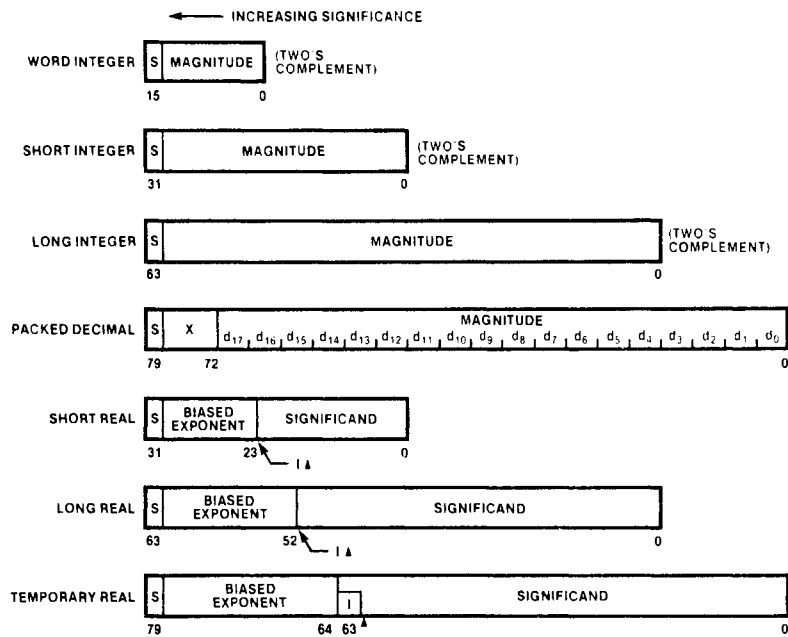 INCREASING SIGNIFICANCE
WORD INTEGER S MAGNITUDE (TWO'S COMPLEMENT)
15 0
SHORT INTEGER S MAGNITUDE (TWO'S COMPLEMENT)
31 0
LONG INTEGER S MAGNITUDE (TWO'S COMPLEMENT)
63 0
PACKED DECIMAL S X MAGNITUDE
d17 d16 d15 d14 d13 d12 d11 d10 d9 d8 d7 d6 d5 d4 d3 d2 d1 d0
79 72 0
SHORT REAL S BIASED EXPONENT SIGNIFICAND
31 23 0
I
LONG REAL S BIASED EXPONENT SIGNIFICAND
63 52 0
I
TEMPORARY REAL S BIASED EXPONENT I SIGNIFICAND
79 64 63 0